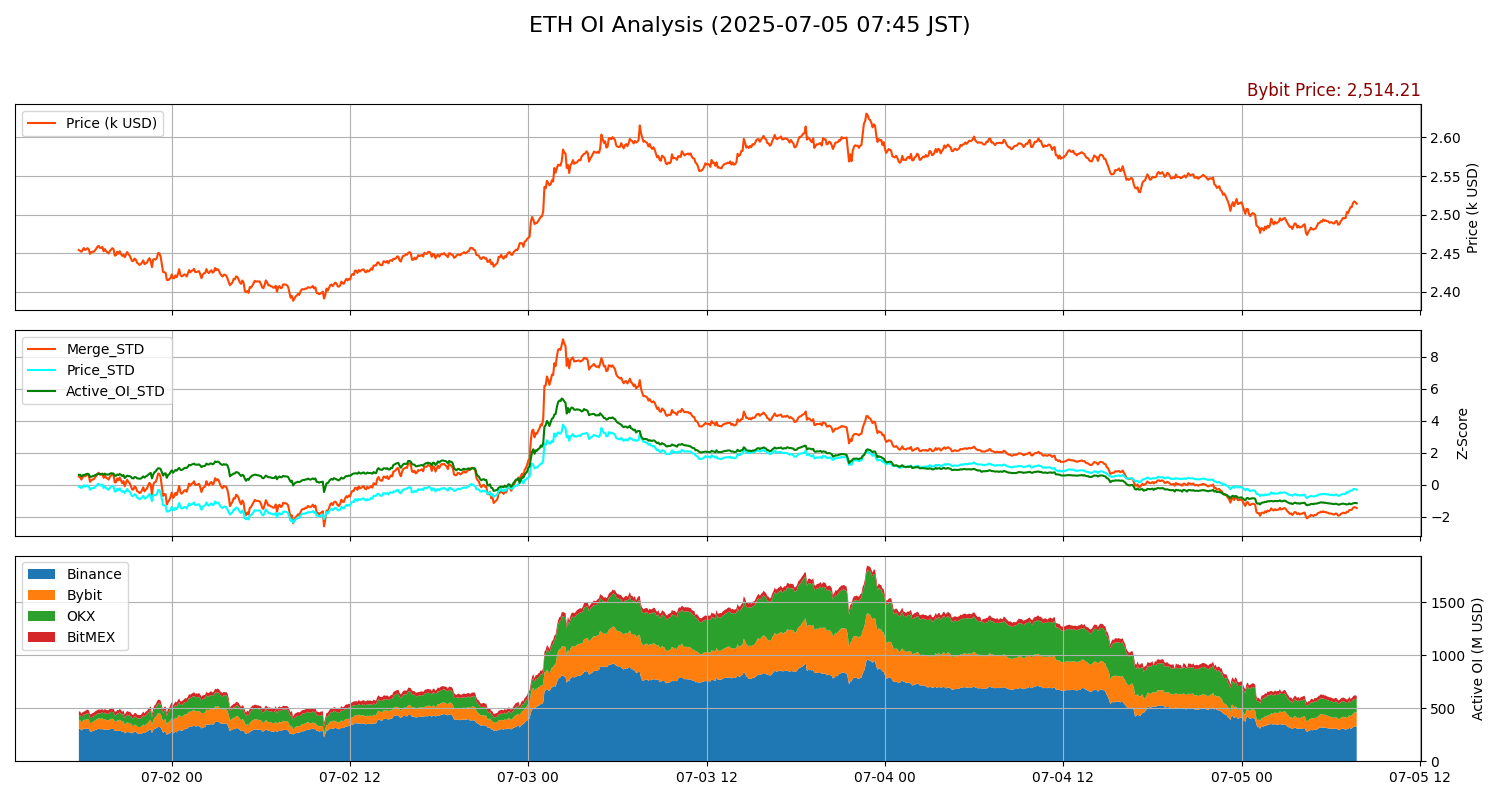 ETH OI Analysis (2025-07-05 07:45 JST)
Bybit Price: 2,514.21
Price (k USD)
2.60
2.55
2.50
2.45
2.40
Price (k USD)
Merge_STD
Price_STD
Active_OI_STD
8
6
4
2
0
−2
Z-Score
Binance
Bybit
OKX
BitMEX
1500
1000
500
0
Active OI (M USD)
07-02 00
07-02 12
07-03 00
07-03 12
07-04 00
07-04 12
07-05 00
07-05 12